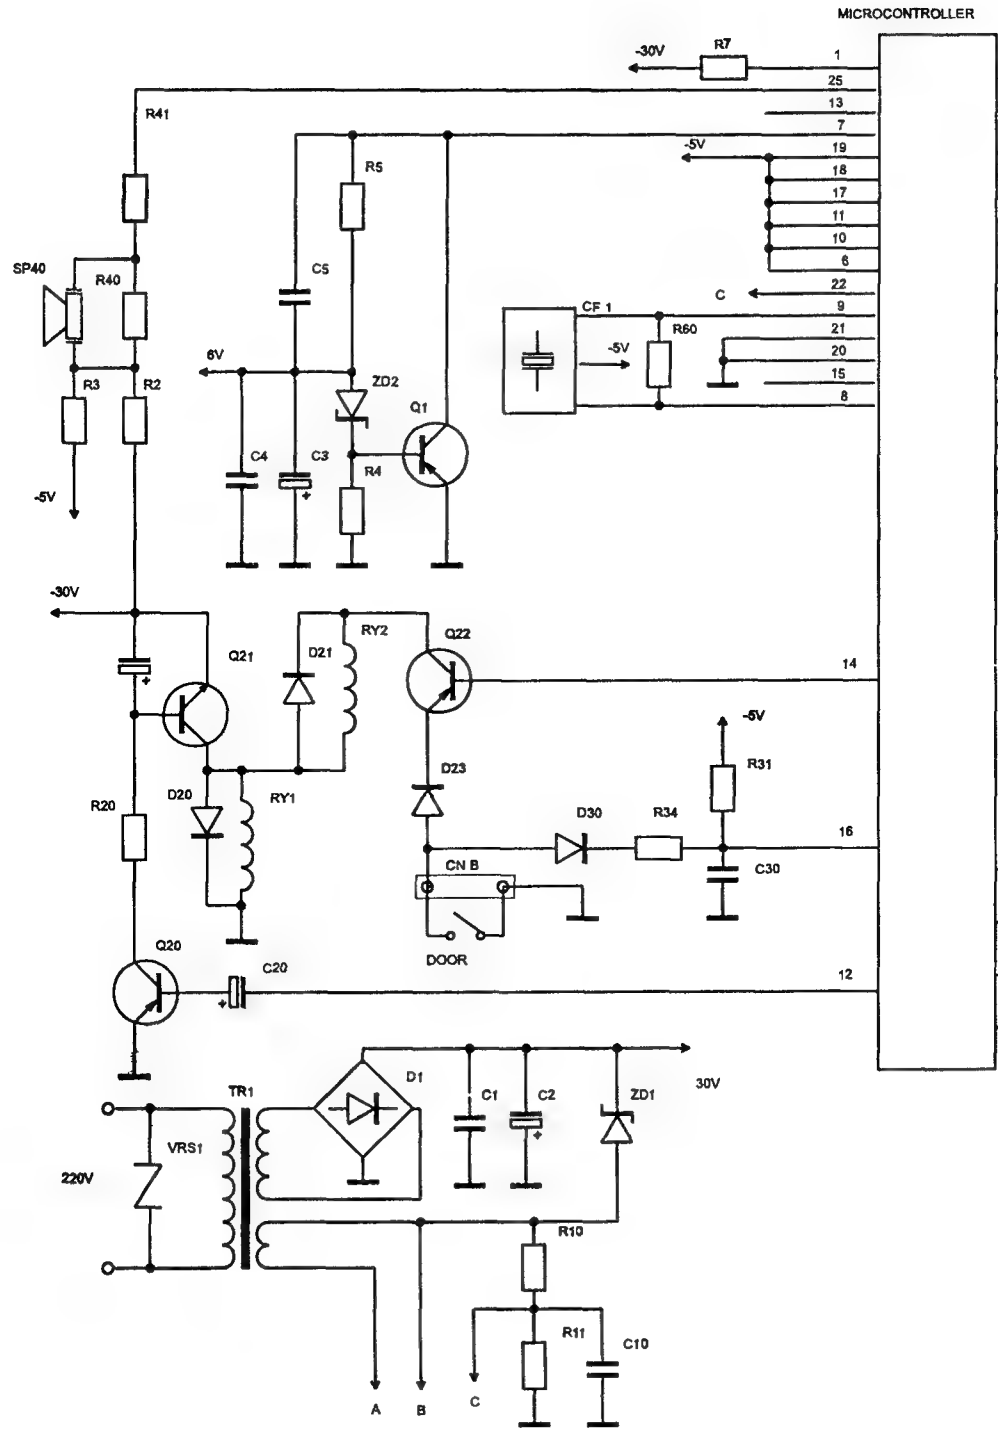 MICROCONTROLLER
-30V
R7
1
25
R41
13
7
-5V
19
R5
18
17
11
10
6
SP40
R40
C5
22
C
9
CF 1
R60
21
-5V
20
6V
15
R3
R2
ZD2
8
Q1
C4
C3
R4
+
-5V
-30V
Q21
D21
RY2
Q22
14
+
-5V
D20
RY1
D23
R31
R20
D30
R34
16
CN B
C30
DOOR
Q20
C20
12
+
30V
TR1
D1
C1
C2
ZD1
VRS1
+
220V
R10
R11
C10
A
B
C